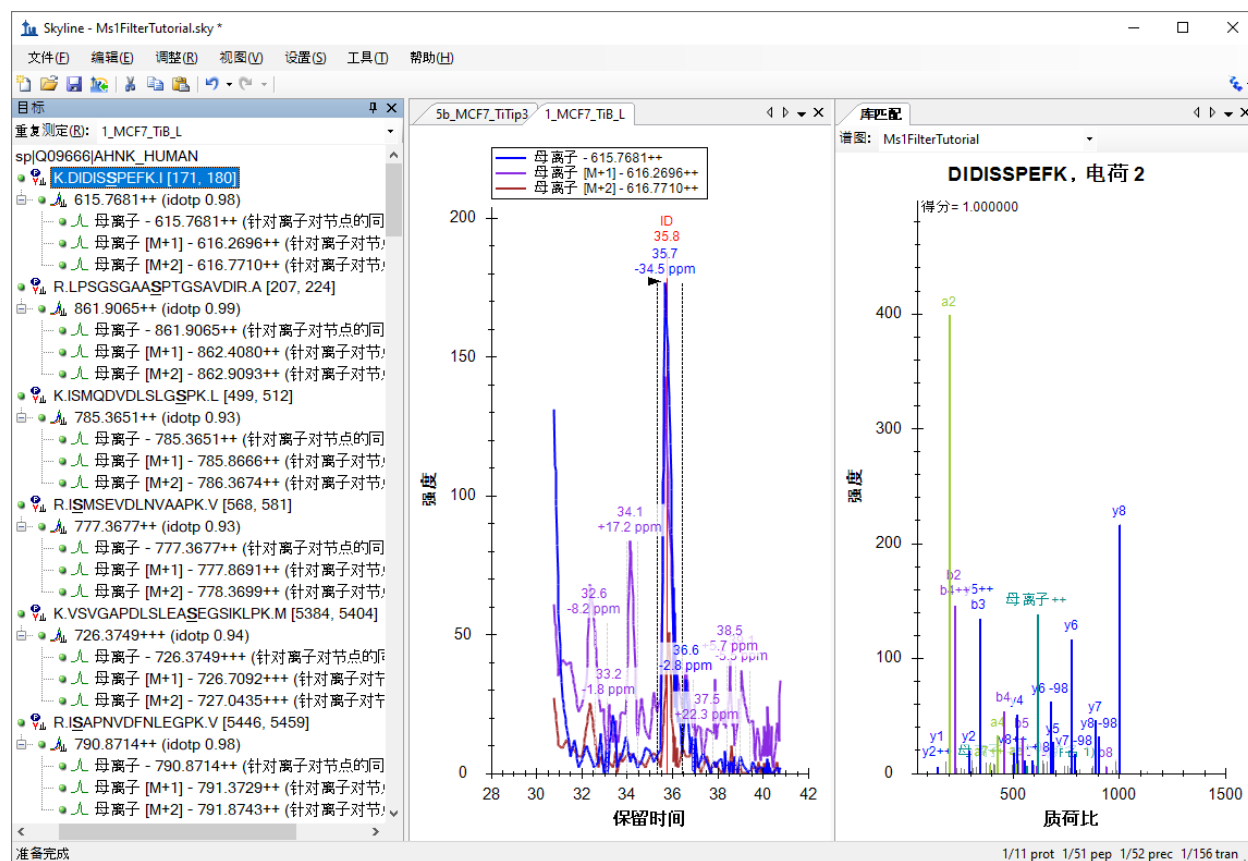 Skyline - Ms1FilterTutorial.sky *
文件(F) 编辑(E) 调整(R) 视图(V) 设置(S) 工具(T) 帮助(H)
目标
重复测定(R): 1_MCF7_TiB_L
sp|Q09666|AHNK_HUMAN
K.DIDISSPEFK.I [171, 180]
615.7681++ (idotp 0.98)
母离子 - 615.7681++ (针对离子对节点的同
母离子 [M+1] - 616.2696++ (针对离子对节点
母离子 [M+2] - 616.7710++ (针对离子对节点
R.LPSGSGAASPTGSAVDIR.A [207, 224]
861.9065++ (idotp 0.99)
母离子 - 861.9065++ (针对离子对节点的同
母离子 [M+1] - 862.4080++ (针对离子对节点
母离子 [M+2] - 862.9093++ (针对离子对节点
K.ISMQDVDLSLGSPK.L [499, 512]
785.3651++ (idotp 0.93)
母离子 - 785.3651++ (针对离子对节点的同
母离子 [M+1] - 785.8666++ (针对离子对节点
母离子 [M+2] - 786.3674++ (针对离子对节点
R.ISMSEVDLNVAAPK.V [568, 581]
777.3677++ (idotp 0.93)
母离子 - 777.3677++ (针对离子对节点的同
母离子 [M+1] - 777.8691++ (针对离子对节点
母离子 [M+2] - 778.3699++ (针对离子对节点
K.VSVGAPDLSLEASEGSIKLPK.M [5384, 5404]
726.3749+++ (idotp 0.94)
母离子 - 726.3749+++ (针对离子对节点的同
母离子 [M+1] - 726.7092+++ (针对离子对节点
母离子 [M+2] - 727.0435+++ (针对离子对节点
R.ISAPNVDFNLEGPK.V [5446, 5459]
790.8714++ (idotp 0.98)
母离子 - 790.8714++ (针对离子对节点的同
母离子 [M+1] - 791.3729++ (针对离子对节点
母离子 [M+2] - 791.8743++ (针对离子对节点
5b_MCF7_TiTip3 1_MCF7_TiB_L
母离子 - 615.7681++
母离子 [M+1] - 616.2696++
母离子 [M+2] - 616.7710++
200
150
100
50
0
强度
ID
35.8
35.7
-34.5 ppm
34.1
+17.2 ppm
32.6
-8.2 ppm
33.2
-1.8 ppm
36.6
-2.8 ppm
38.5
+5.7 ppm
37.5
+22.3 ppm
28 30 32 34 36 38 40 42
保留时间
库匹配
谱图: Ms1FilterTutorial
DIDISSPEFK, 电荷 2
得分= 1.000000
400
300
200
100
0
强度
a2
y8
b2
b4++
y5++
b3
母离子++
y6
y6 -98
b4
y4
a4
b5
y5
y7
y8 -98
y7 -98
y1
y2++
y2
b8
500 1000 1500
质荷比
准备完成
1/11 prot 1/51 pep 1/52 prec 1/156 tran